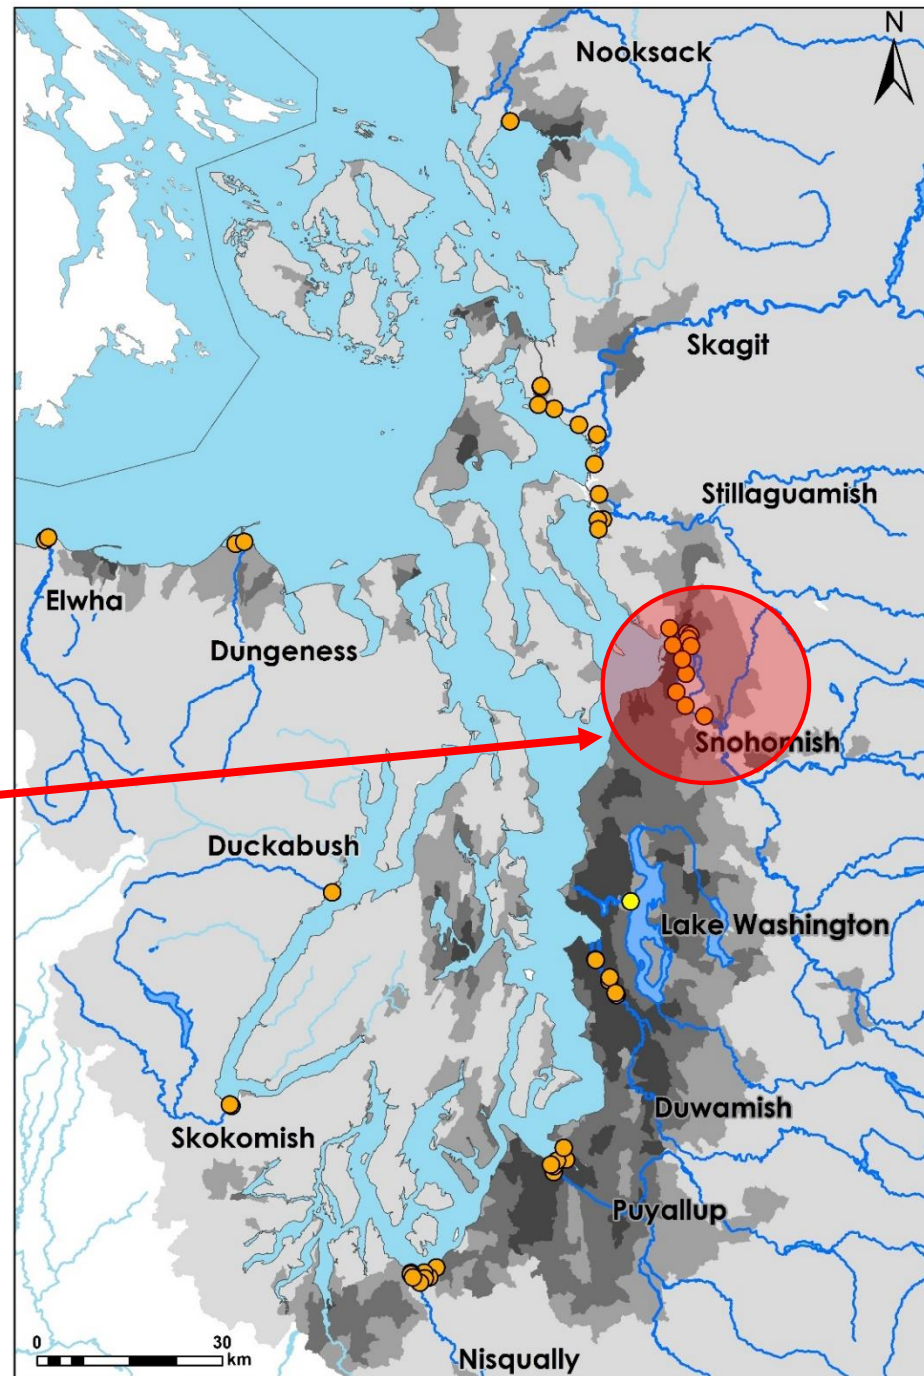 N
Nooksack
Skagit
Stillaguamish
Elwha
Dungeness
Snohomish
Duckabush
Lake Washington
Duwamish
Skokomish
Puyallup
0 30
km
Nisqually